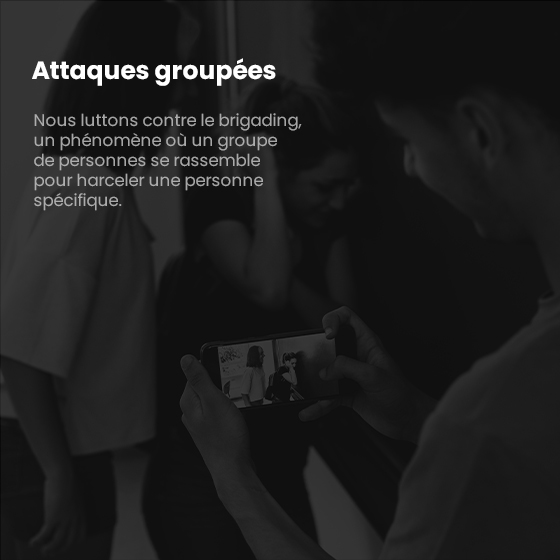 Attaques groupées
Nous luttons contre le brigading,
un phénomène où un groupe
de personnes se rassemble
pour harceler une personne
spécifique.